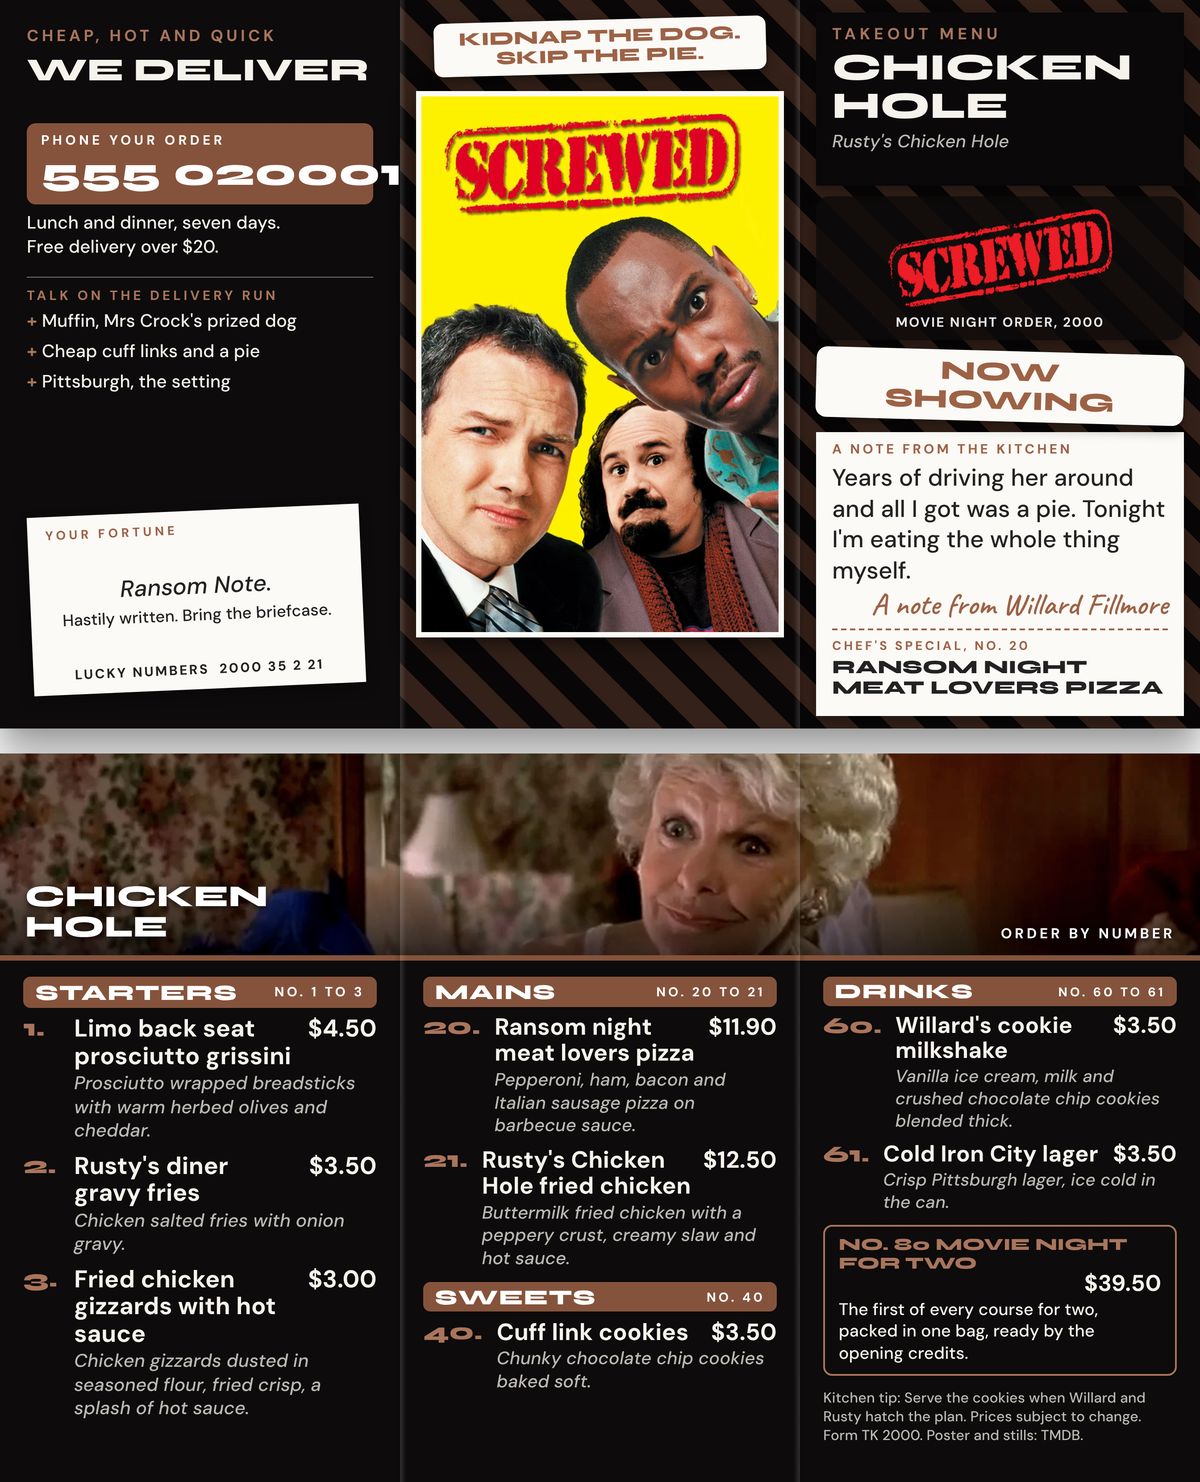 CHEAP, HOT AND QUICK
WE DELIVER
PHONE YOUR ORDER
555 020001
Lunch and dinner, seven days.
Free delivery over $20.
TALK ON THE DELIVERY RUN
+ Muffin, Mrs Crock's prized dog
+ Cheap cuff links and a pie
+ Pittsburgh, the setting
YOUR FORTUNE
Ransom Note.
Hastily written. Bring the briefcase.
LUCKY NUMBERS 2000 35 2 21
KIDNAP THE DOG.
SKIP THE PIE.
SCREWED
TAKEOUT MENU
CHICKEN
HOLE
Rusty's Chicken Hole
SCREWED
MOVIE NIGHT ORDER, 2000
NOW
SHOWING
A NOTE FROM THE KITCHEN
Years of driving her around
and all I got was a pie. Tonight
I'm eating the whole thing
myself.
A note from Willard Fillmore
CHEF'S SPECIAL, NO. 20
RANSOM NIGHT
MEAT LOVERS PIZZA
CHICKEN
HOLE
ORDER BY NUMBER
STARTERS NO. 1 TO 3
1. Limo back seat $4.50
prosciutto grissini
Prosciutto wrapped breadsticks
with warm herbed olives and
cheddar.
2. Rusty's diner $3.50
gravy fries
Chicken salted fries with onion
gravy.
3. Fried chicken $3.00
gizzards with hot
sauce
Chicken gizzards dusted in
seasoned flour, fried crisp, a
splash of hot sauce.
MAINS NO. 20 TO 21
20. Ransom night $11.90
meat lovers pizza
Pepperoni, ham, bacon and
Italian sausage pizza on
barbecue sauce.
21. Rusty's Chicken $12.50
Hole fried chicken
Buttermilk fried chicken with a
peppery crust, creamy slaw and
hot sauce.
SWEETS NO. 40
40. Cuff link cookies $3.50
Chunky chocolate chip cookies
baked soft.
DRINKS NO. 60 TO 61
60. Willard's cookie $3.50
milkshake
Vanilla ice cream, milk and
crushed chocolate chip cookies
blended thick.
61. Cold Iron City lager $3.50
Crisp Pittsburgh lager, ice cold in
the can.
NO. 80 MOVIE NIGHT
FOR TWO
$39.50
The first of every course for two,
packed in one bag, ready by the
opening credits.
Kitchen tip: Serve the cookies when Willard and
Rusty hatch the plan. Prices subject to change.
Form TK 2000. Poster and stills: TMDB.